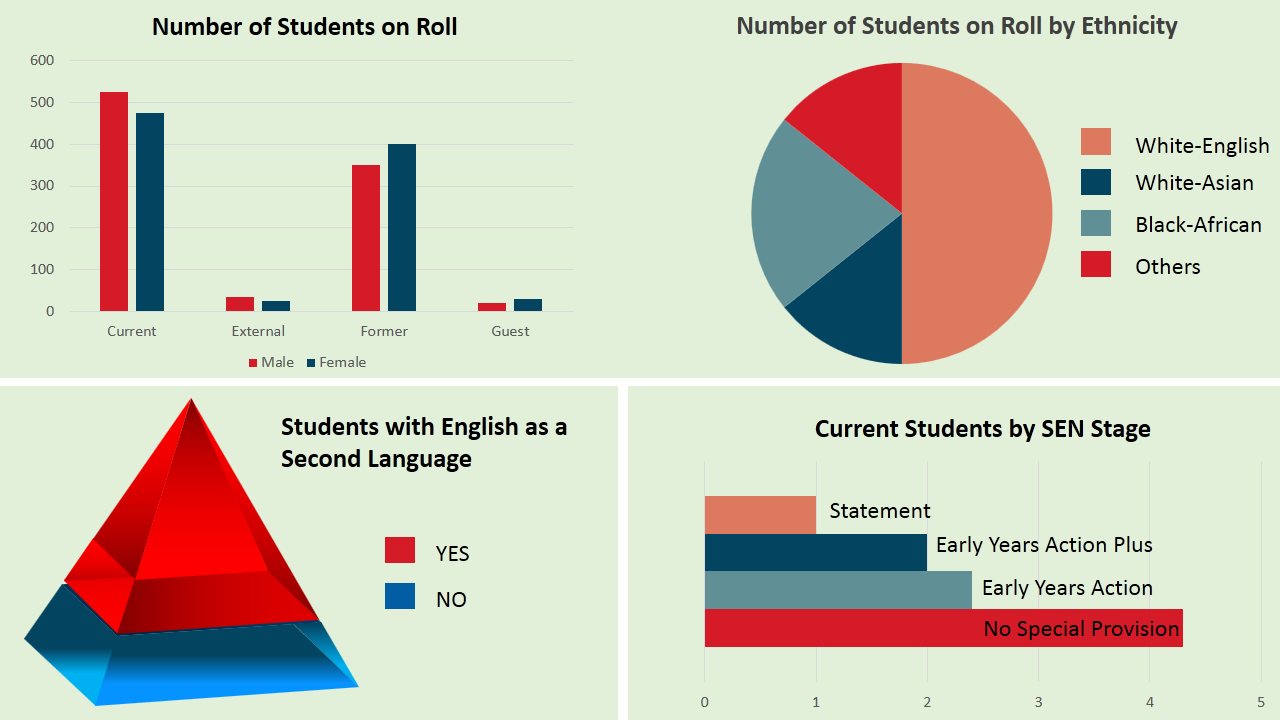 Number of Students on Roll
600
500
400
300
200
100
0
Current External Former Guest
Male Female
Number of Students on Roll by Ethnicity
White-English
White-Asian
Black-African
Others
Students with English as a
Second Language
YES
NO
Current Students by SEN Stage
Statement
Early Years Action Plus
Early Years Action
No Special Provision
0 1 2 3 4 5